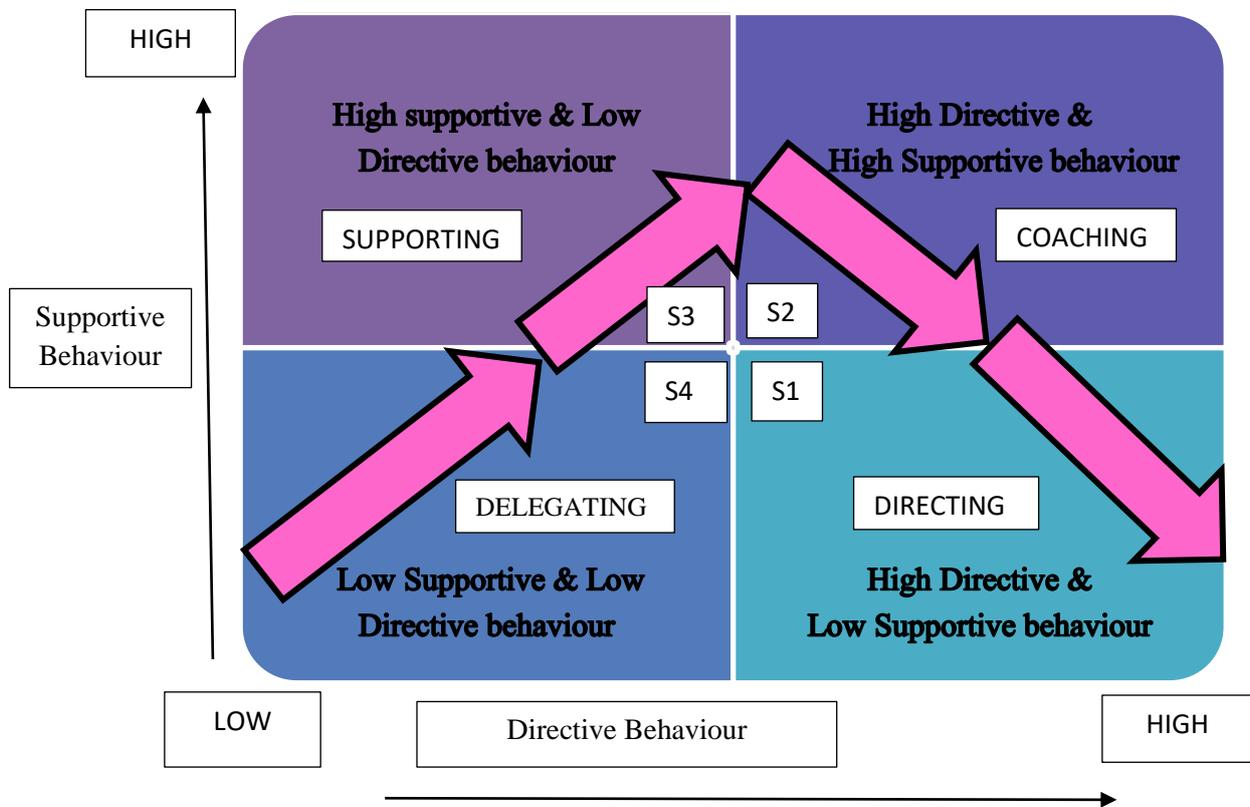 HIGH
High supportive & Low
Directive behaviour
High Directive &
High Supportive behaviour
SUPPORTING
COACHING
Supportive
Behaviour
S3
S2
S4
S1
DELEGATING
DIRECTING
Low Supportive & Low
Directive behaviour
High Directive &
Low Supportive behaviour
LOW
Directive Behaviour
HIGH